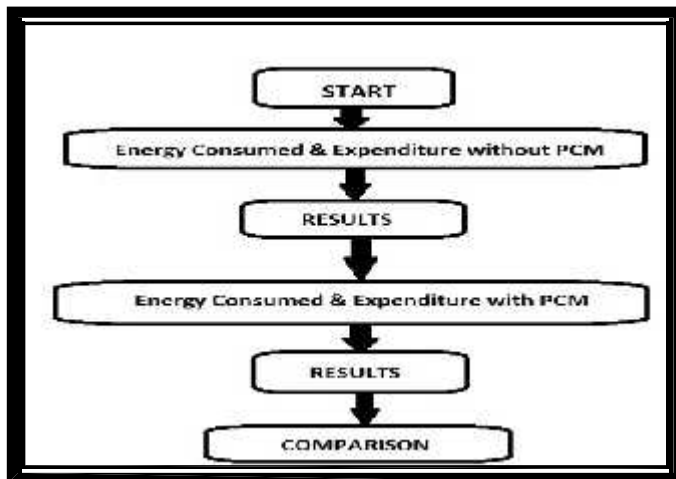 START
Energy Consumed & Expenditure without PCM
RESULTS
Energy Consumed & Expenditure with PCM
RESULTS
COMPARISON